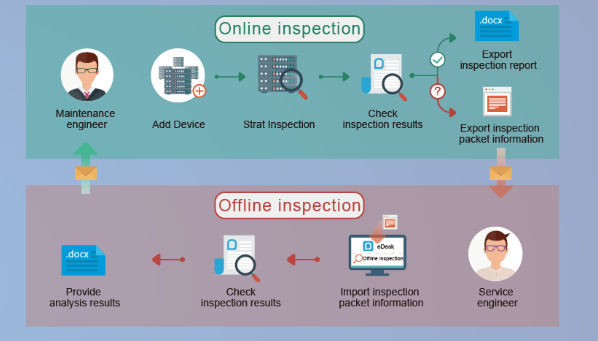 Online inspection
.docx
Export
inspection report
Maintenance
engineer
Add Device
Strat Inspection
Check
inspection results
?
Export inspection
packet information
Offline inspection
.docx
Provide
analysis results
Check
inspection results
eDesk
Offline inspection
Import inspection
packet information
Service
engineer